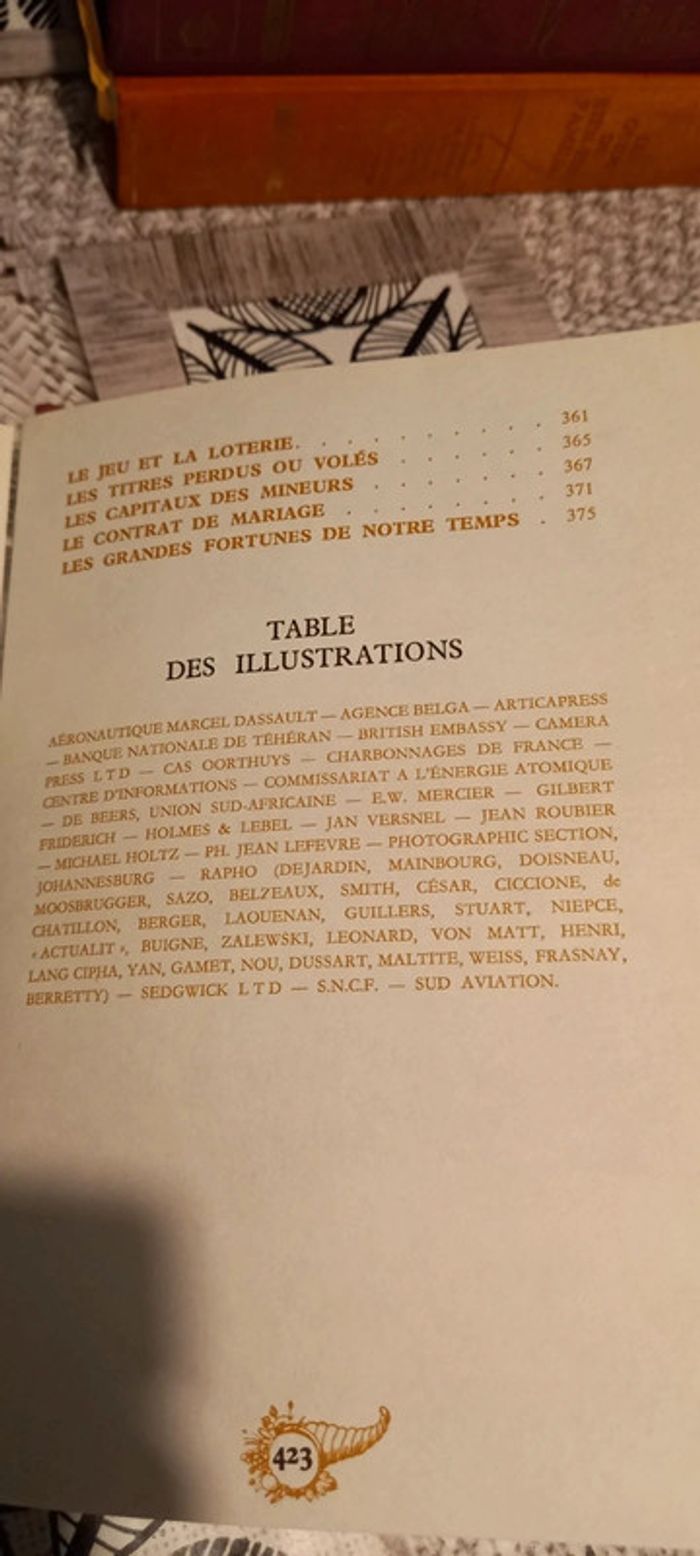 LE JEU ET LA LOTERIE. . . . . . . . . . 361
LES TITRES PERDUS OU VOLÉS . . . . . . 365
LES CAPITAUX DES MINEURS . . . . . . . 367
LE CONTRAT DE MARIAGE . . . . . . . . 371
LES GRANDES FORTUNES DE NOTRE TEMPS . 375
TABLE
DES ILLUSTRATIONS
AÉRONAUTIQUE MARCEL DASSAULT — AGENCE BELGA — ARTICAPRESS
— BANQUE NATIONALE DE TÉHÉRAN — BRITISH EMBASSY — CAMERA
PRESS LTD — CAS OORTHUYS — CHARBONNAGES DE FRANCE —
CENTRE D'INFORMATIONS — COMMISSARIAT A L'ÉNERGIE ATOMIQUE
— DE BEERS, UNION SUD-AFRICAINE — E.W. MERCIER — GILBERT
FRIDERICH — HOLMES & LEBEL — JAN VERSNEL — JEAN ROUBIER
— MICHAEL HOLTZ — PH. JEAN LEFEVRE — PHOTOGRAPHIC SECTION,
JOHANNESBURG — RAPHO (DEJARDIN, MAINBOURG, DOISNEAU,
MOOSBRUGGER, SAZO, BELZEAUX, SMITH, CÉSAR, CICCIONE, de
CHATILLON, BERGER, LAOUENAN, GUILLERS, STUART, NIEPCE,
« ACTUALIT », BUIGNE, ZALEWSKI, LEONARD, VON MATT, HENRI,
LANG CIPHA, YAN, GAMET, NOU, DUSSART, MALTITE, WEISS, FRASNAY,
BERRETTY) — SEDGWICK LTD — S.N.C.F. — SUD AVIATION.
423